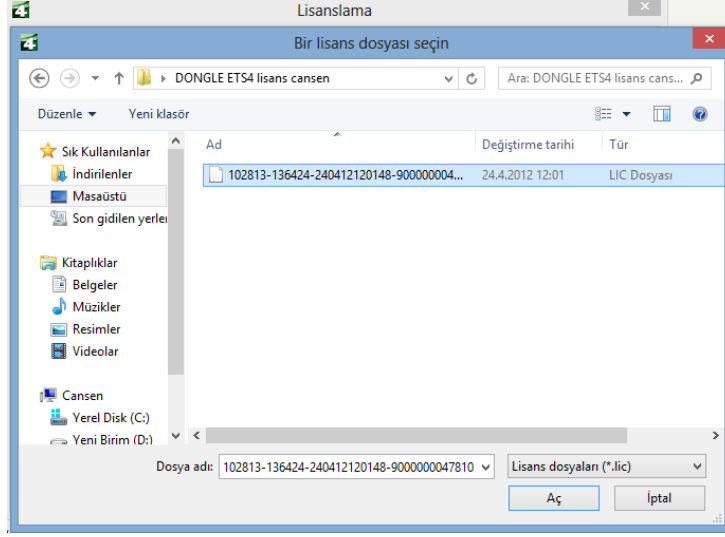 Lisanslama
Bir lisans dosyası seçin
DONGLE ETS4 lisans cansen
Ara: DONGLE ETS4 lisans cans...
Düzenle
Yeni klasör
Ad
Değiştirme tarihi
Tür
Sık Kullanılanlar
İndirilenler
Masaüstü
Son gidilen yerler
102813-136424-240412120148-900000004...
24.4.2012 12:01
LIC Dosyası
Kitaplıklar
Belgeler
Müzikler
Resimler
Videolar
Cansen
Yerel Disk (C:)
Yeni Birim (D:)
Dosya adı:
102813-136424-240412120148-9000000047810
Lisans dosyaları (*.lic)
Aç
İptal